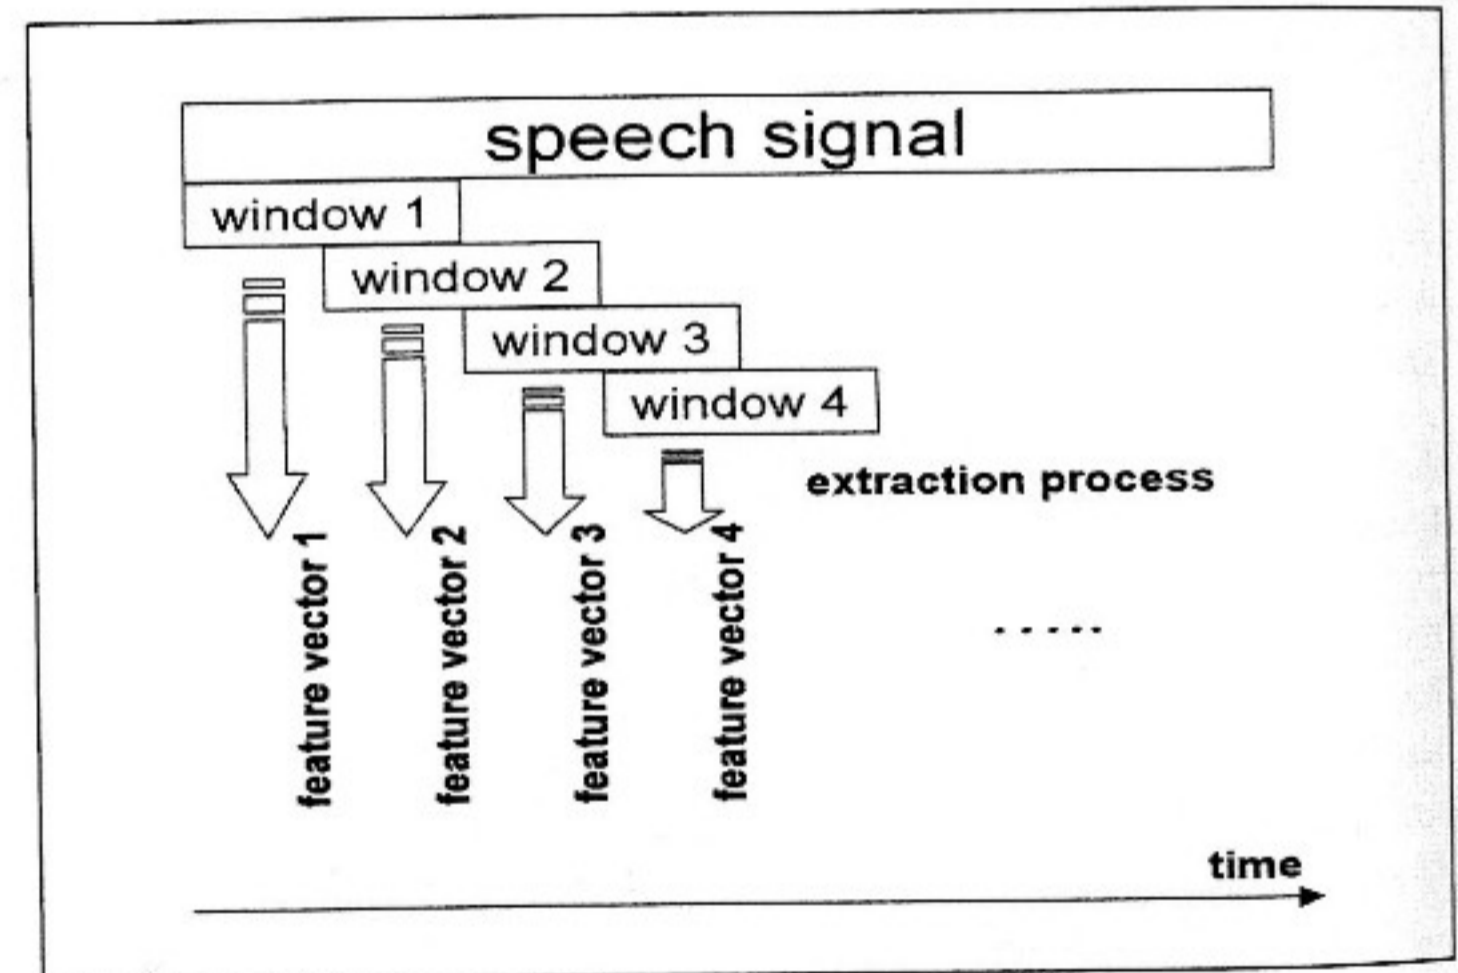 speech signal
window 1
window 2
window 3
window 4
extraction process
feature vector 1
feature vector 2
feature vector 3
feature vector 4
.....
time